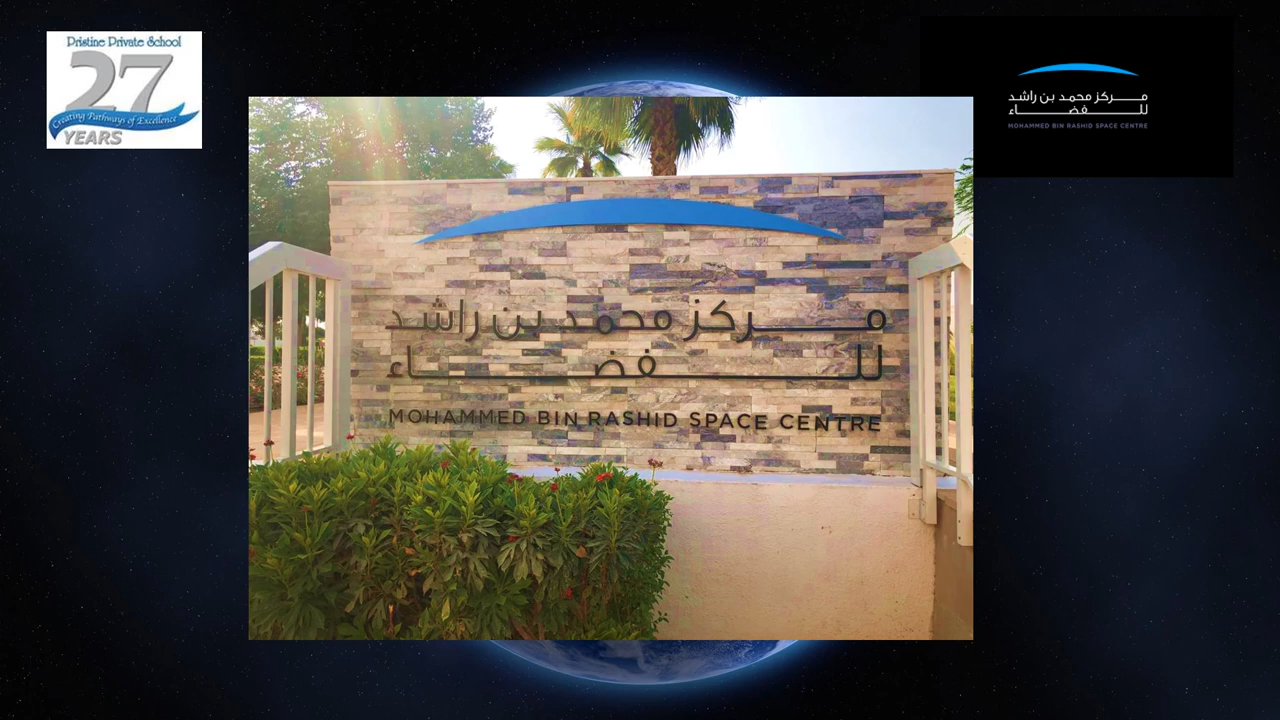 Pristine Private School
27
Creating Pathways of Excellence
YEARS
مركز محمد بن راشد
للفضاء
MOHAMMED BIN RASHID SPACE CENTRE
مركز محمد بن راشد
للفضاء
MOHAMMED BIN RASHID SPACE CENTRE